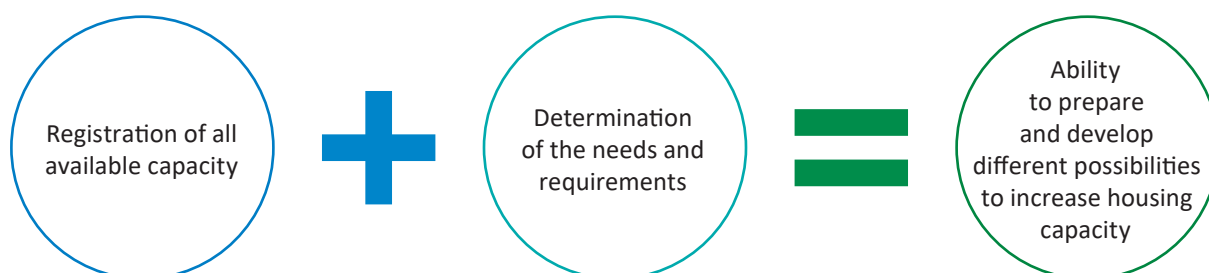 Registration of all
available capacity
Determination
of the needs and
requirements
Ability
to prepare
and develop
different possibilities
to increase housing
capacity